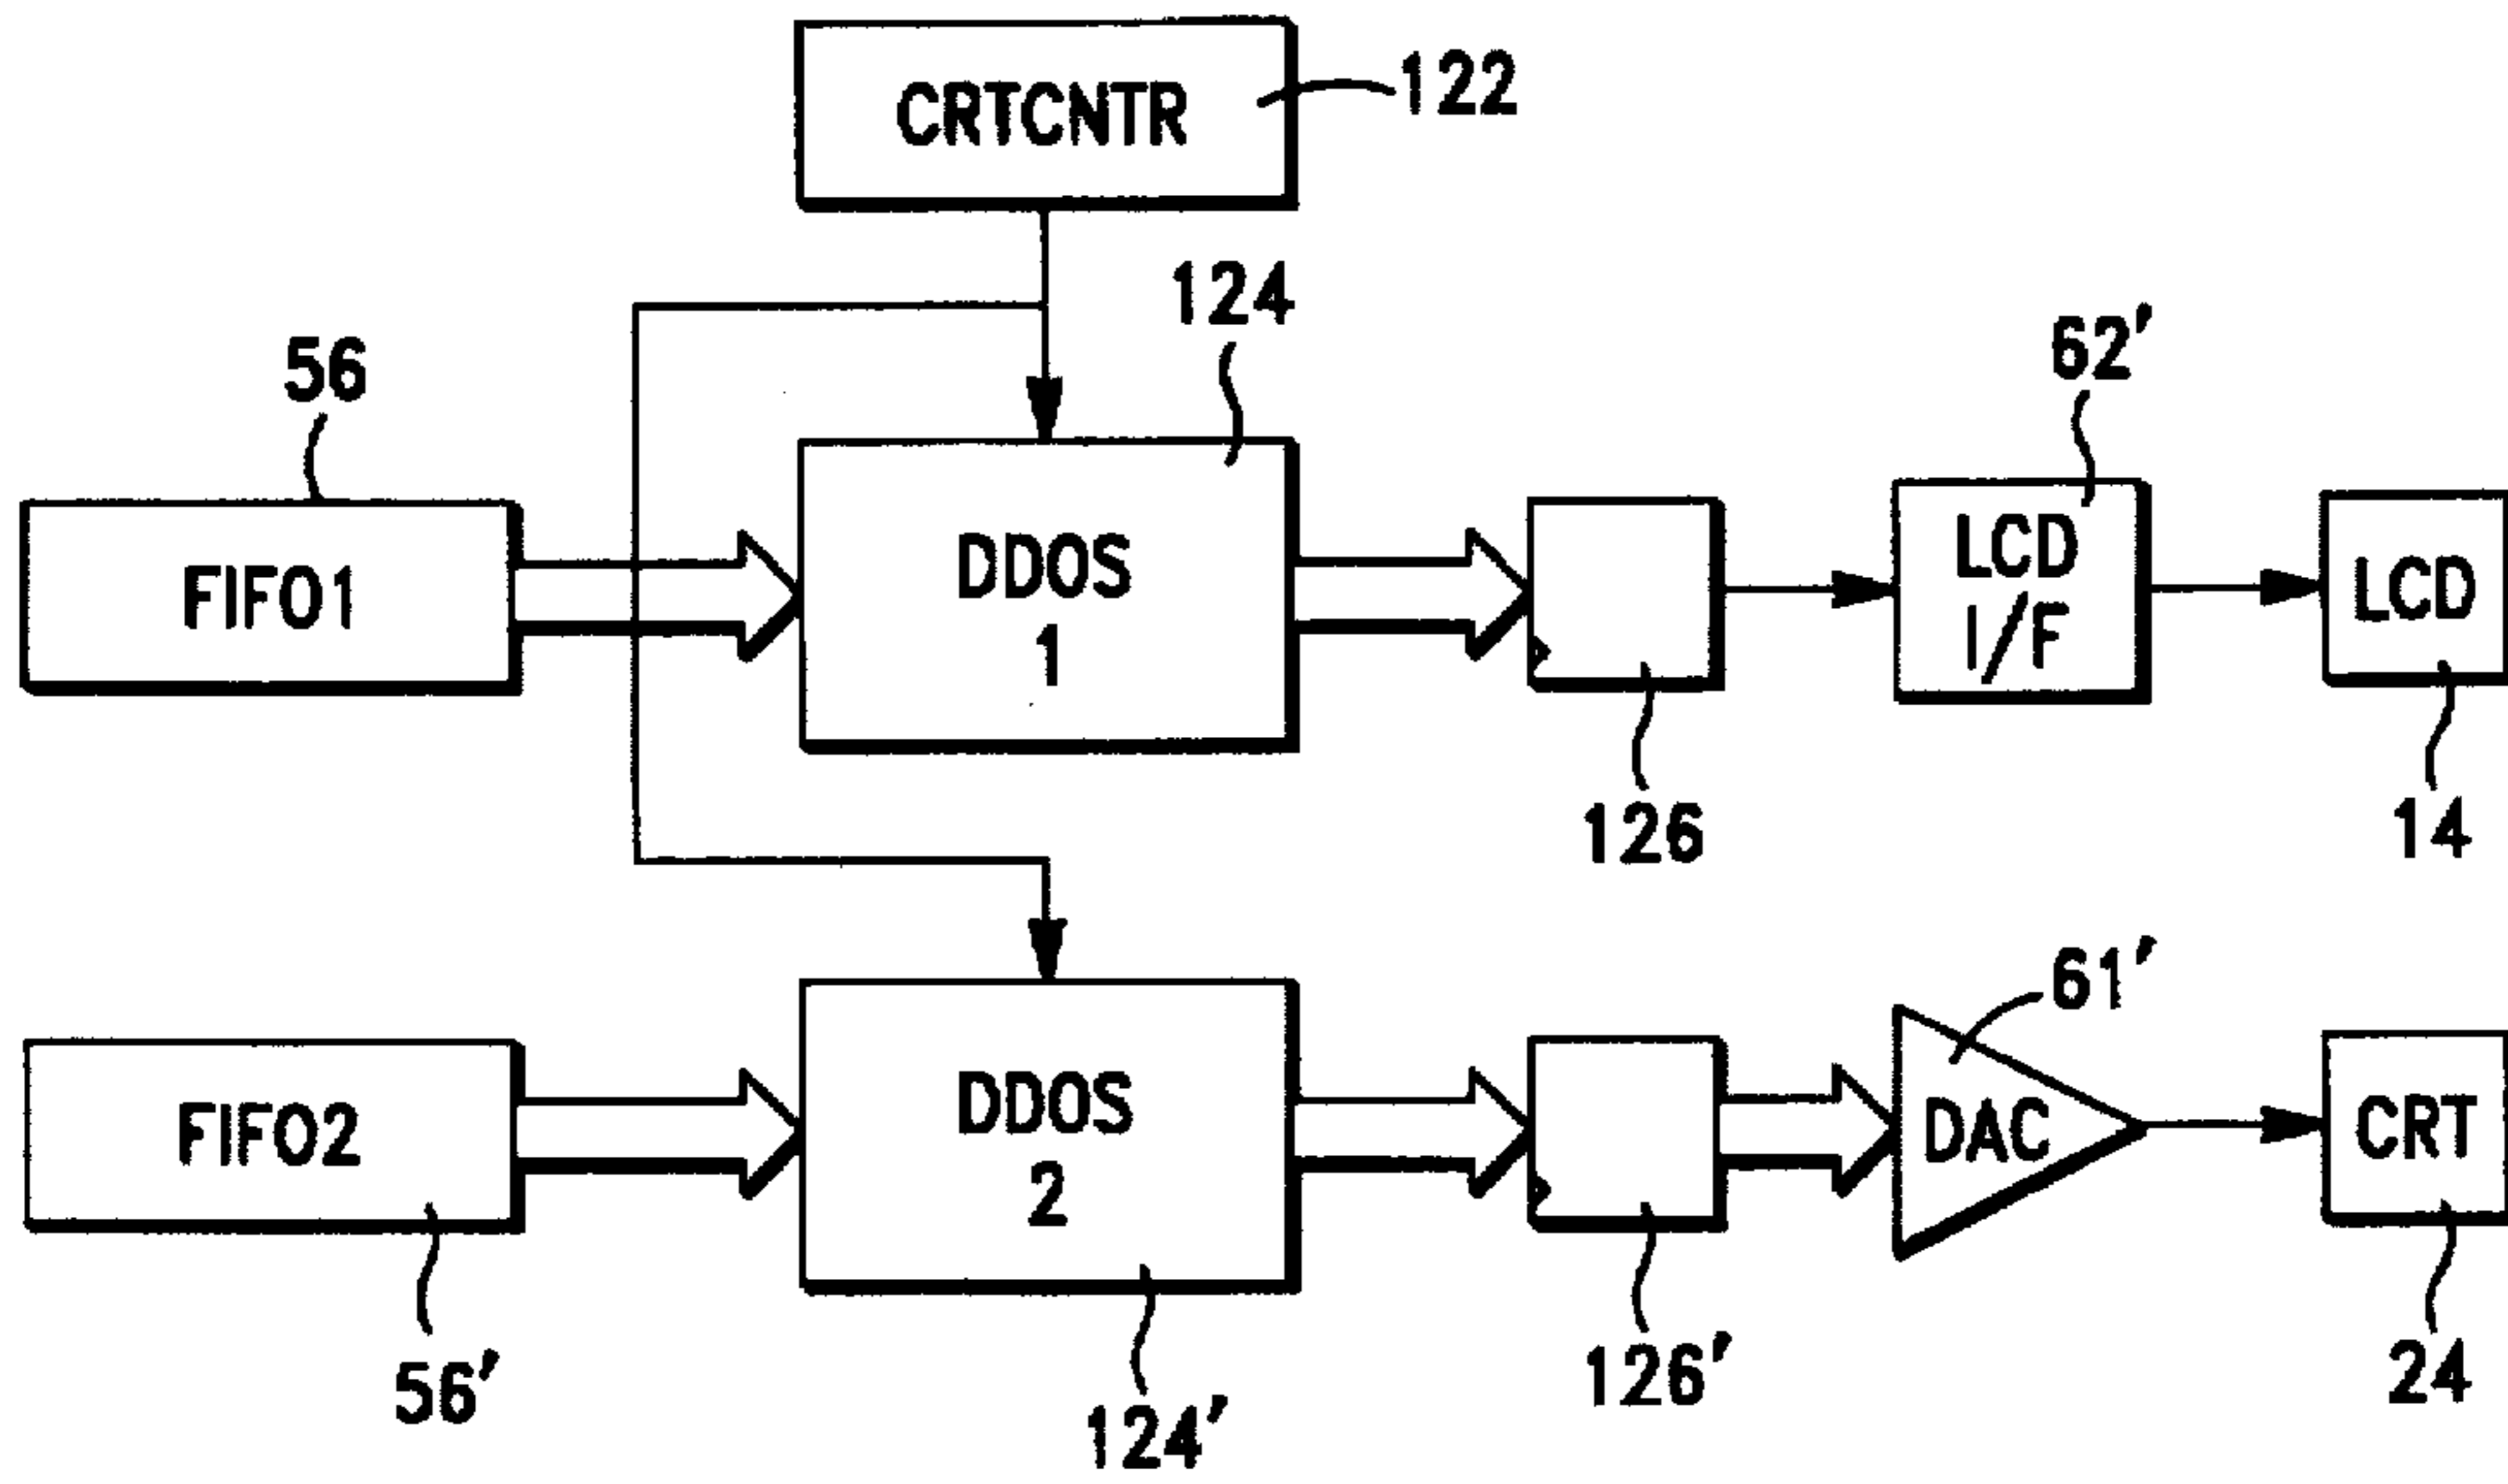 CRTCNTR
122
124
56
62'
FIFO1
DDOS
1
LCD
I/F
LCD
126
14
61'
FIFO2
DDOS
2
DAC
CRT
56'
124'
126'
24